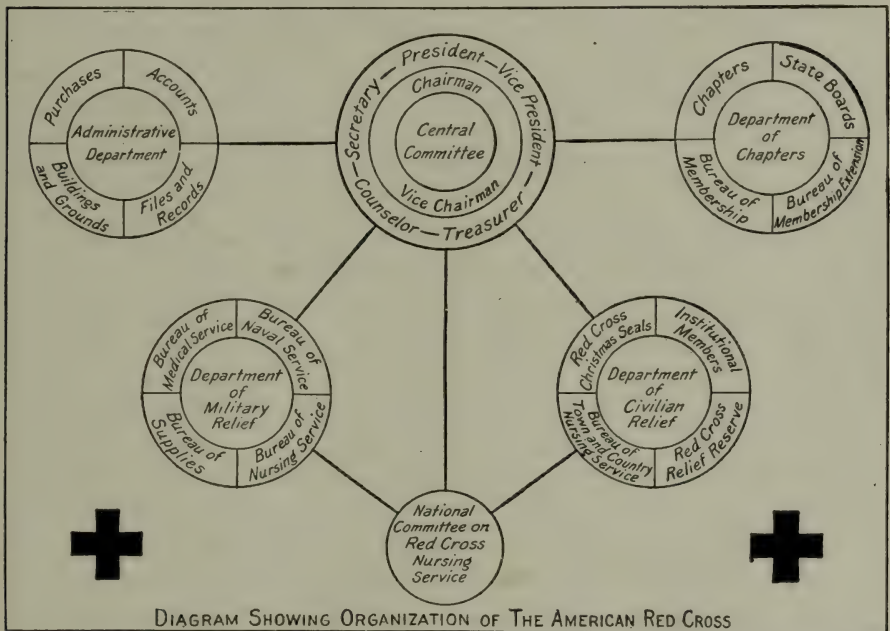 Purchases
Accounts
Administrative
Department
Buildings
and Grounds
Files and
Records
Secretary — President — Vice President
Counselor — Treasurer —
Chairman
Central
Committee
Vice Chairman
Chapters
State Boards
Department
of
Chapters
Bureau of
Membership
Bureau of
Membership Extension
Bureau of
Medical Service
Bureau of
Naval Service
Department
of
Military
Relief
Bureau of
Supplies
Bureau of
Nursing Service
Red Cross
Christmas Seals
Institutional
Members
Department
of
Civilian
Relief
Bureau of
Town and Country
Nursing Service
Red Cross
Relief Reserve
National
Committee on
Red Cross
Nursing
Service
DIAGRAM SHOWING ORGANIZATION OF THE AMERICAN RED CROSS